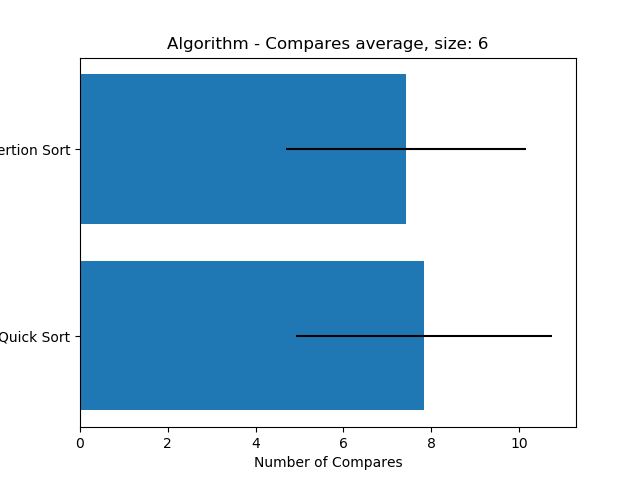 Algorithm - Compares average, size: 6
ertion Sort
Quick Sort
0 2 4 6 8 10
Number of Compares